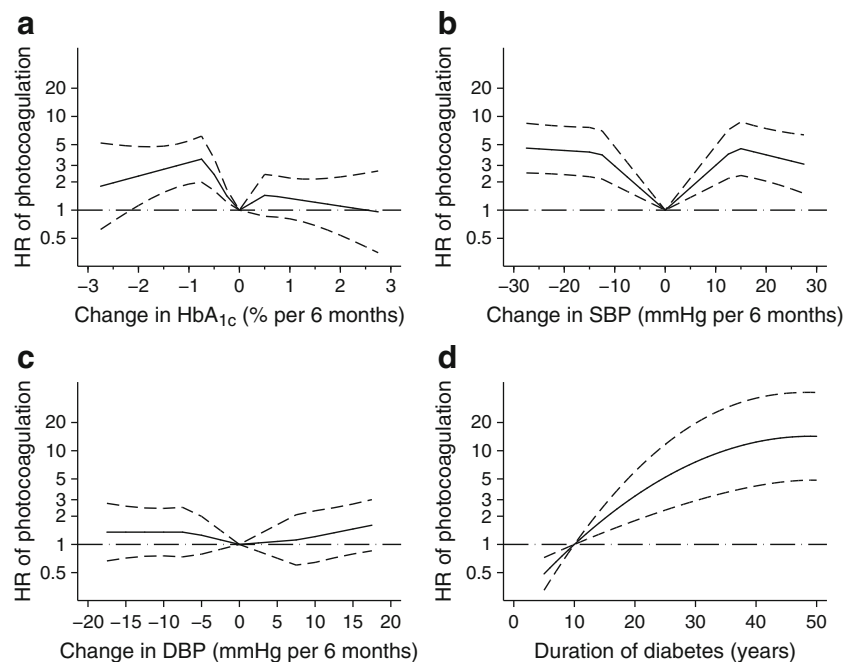 a
HR of photocoagulation
20
10
5
3
2
1
0.5
−3 −2 −1 0 1 2 3
Change in HbA1c (% per 6 months)
b
HR of photocoagulation
20
10
5
3
2
1
0.5
−30 −20 −10 0 10 20 30
Change in SBP (mmHg per 6 months)
c
HR of photocoagulation
20
10
5
3
2
1
0.5
−20 −15 −10 −5 0 5 10 15 20
Change in DBP (mmHg per 6 months)
d
HR of photocoagulation
20
10
5
3
2
1
0.5
0 10 20 30 40 50
Duration of diabetes (years)